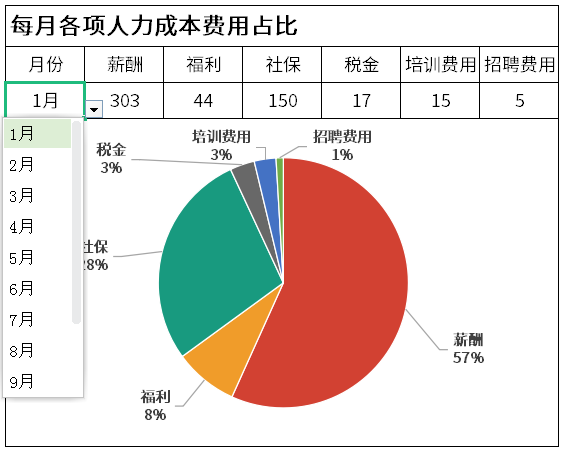 每月各项人力成本费用占比
月份 薪酬 福利 社保 税金 培训费用 招聘费用
1月 303 44 150 17 15 5
1月
2月
3月
4月
5月
6月
7月
8月
9月
培训费用
3%
招聘费用
1%
税金
3%
社保
28%
薪酬
57%
福利
8%